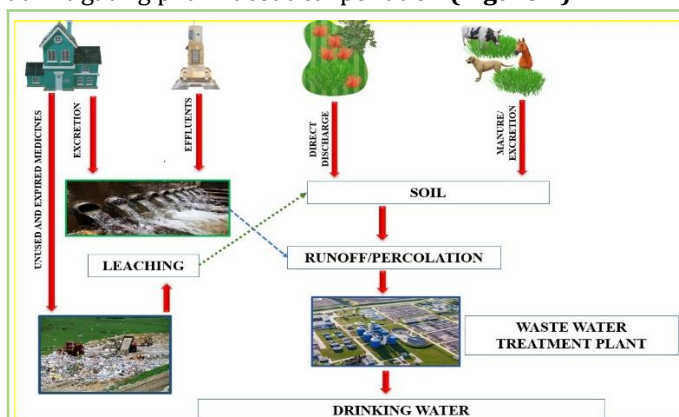 UNUSED AND EXPIRED MEDICINES
EXCRETION
EFFLUENTS
DIRECT
DISCHARGE
MANURE/
EXCRETION
SOIL
LEACHING
RUNOFF/PERCOLATION
WASTE WATER
TREATMENT PLANT
DRINKING WATER